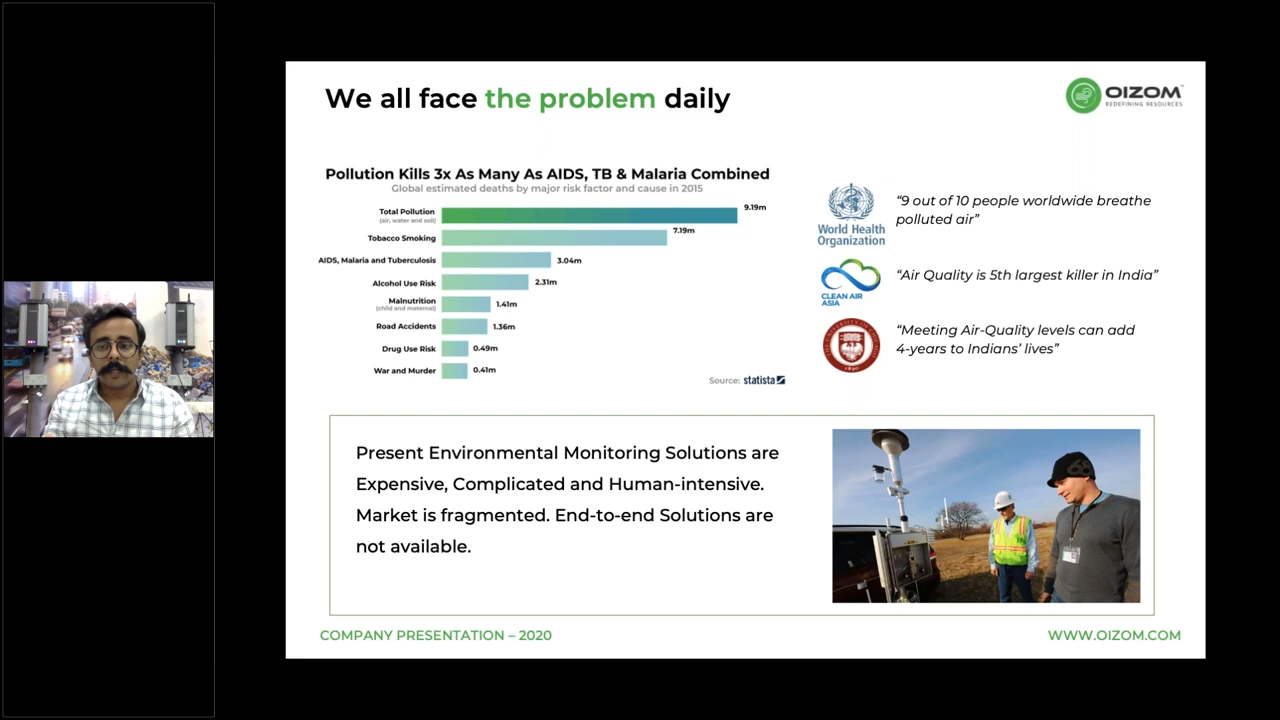 We all face the problem daily
OIZOM
REDEFINING RESOURCES
Pollution Kills 3x As Many As AIDS, TB & Malaria Combined
Global estimated deaths by major risk factor and cause in 2015
Total Pollution
(air, water and soil)
9.19m
Tobacco Smoking
7.19m
AIDS, Malaria and Tuberculosis
3.04m
Alcohol Use Risk
2.31m
Malnutrition
(child and maternal)
1.41m
Road Accidents
1.36m
Drug Use Risk
0.49m
War and Murder
0.41m
Source: statista
World Health
Organization
“9 out of 10 people worldwide breathe
polluted air”
CLEAN AIR
ASIA
“Air Quality is 5th largest killer in India”
“Meeting Air-Quality levels can add
4-years to Indians’ lives”
Present Environmental Monitoring Solutions are
Expensive, Complicated and Human-intensive.
Market is fragmented. End-to-end Solutions are
not available.
COMPANY PRESENTATION – 2020
WWW.OIZOM.COM